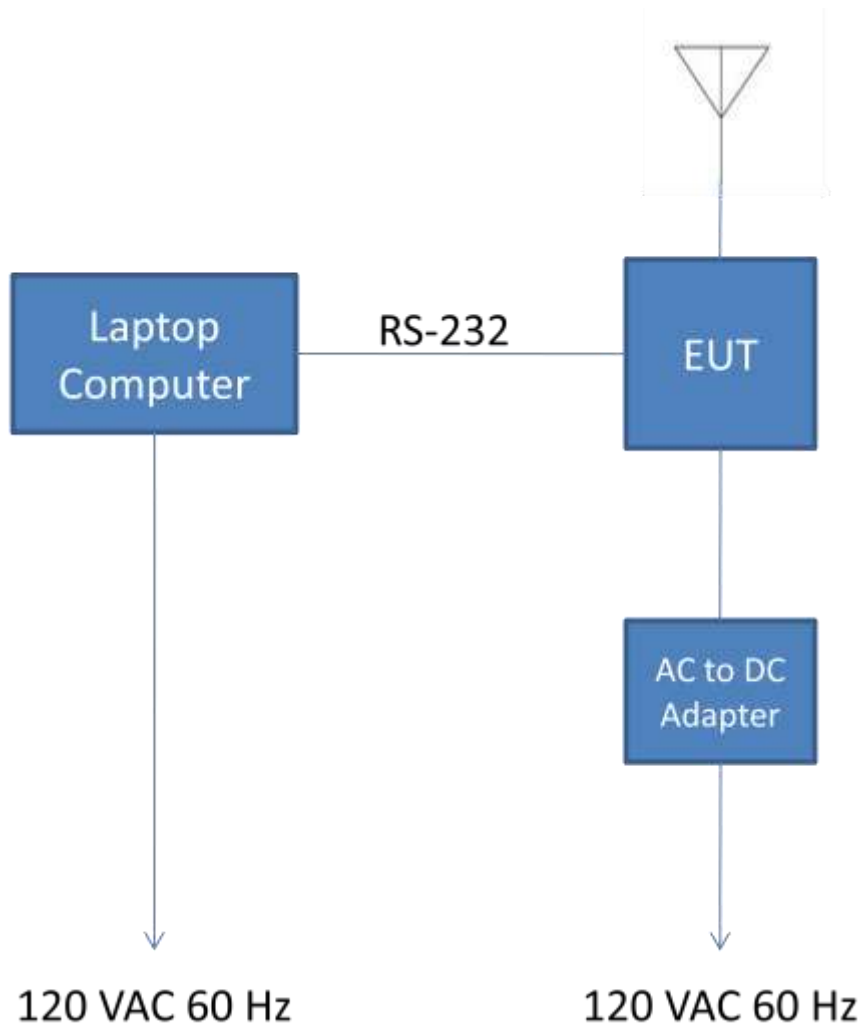 Laptop
Computer
RS-232
EUT
AC to DC
Adapter
120 VAC 60 Hz
120 VAC 60 Hz